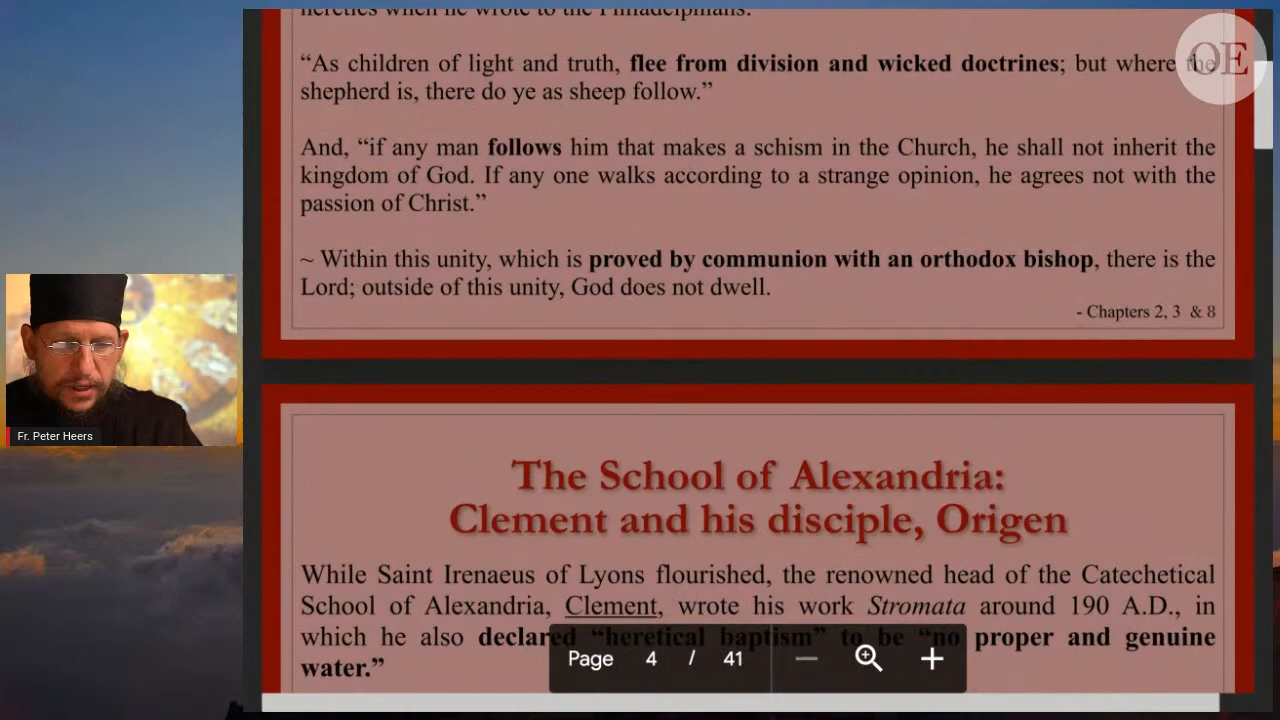 heretics when he wrote to the Philadelphians.
“As children of light and truth, flee from division and wicked doctrines; but where the
shepherd is, there do ye as sheep follow.”
And, “if any man follows him that makes a schism in the Church, he shall not inherit the
kingdom of God. If any one walks according to a strange opinion, he agrees not with the
passion of Christ.”
~ Within this unity, which is proved by communion with an orthodox bishop, there is the
Lord; outside of this unity, God does not dwell.
- Chapters 2, 3 & 8
OE
Fr. Peter Heers
The School of Alexandria:
Clement and his disciple, Origen
While Saint Irenaeus of Lyons flourished, the renowned head of the Catechetical
School of Alexandria, Clement, wrote his work Stromata around 190 A.D., in
which he also declared “heretical baptism” to be “no proper and genuine
water.”
Page 4 / 41